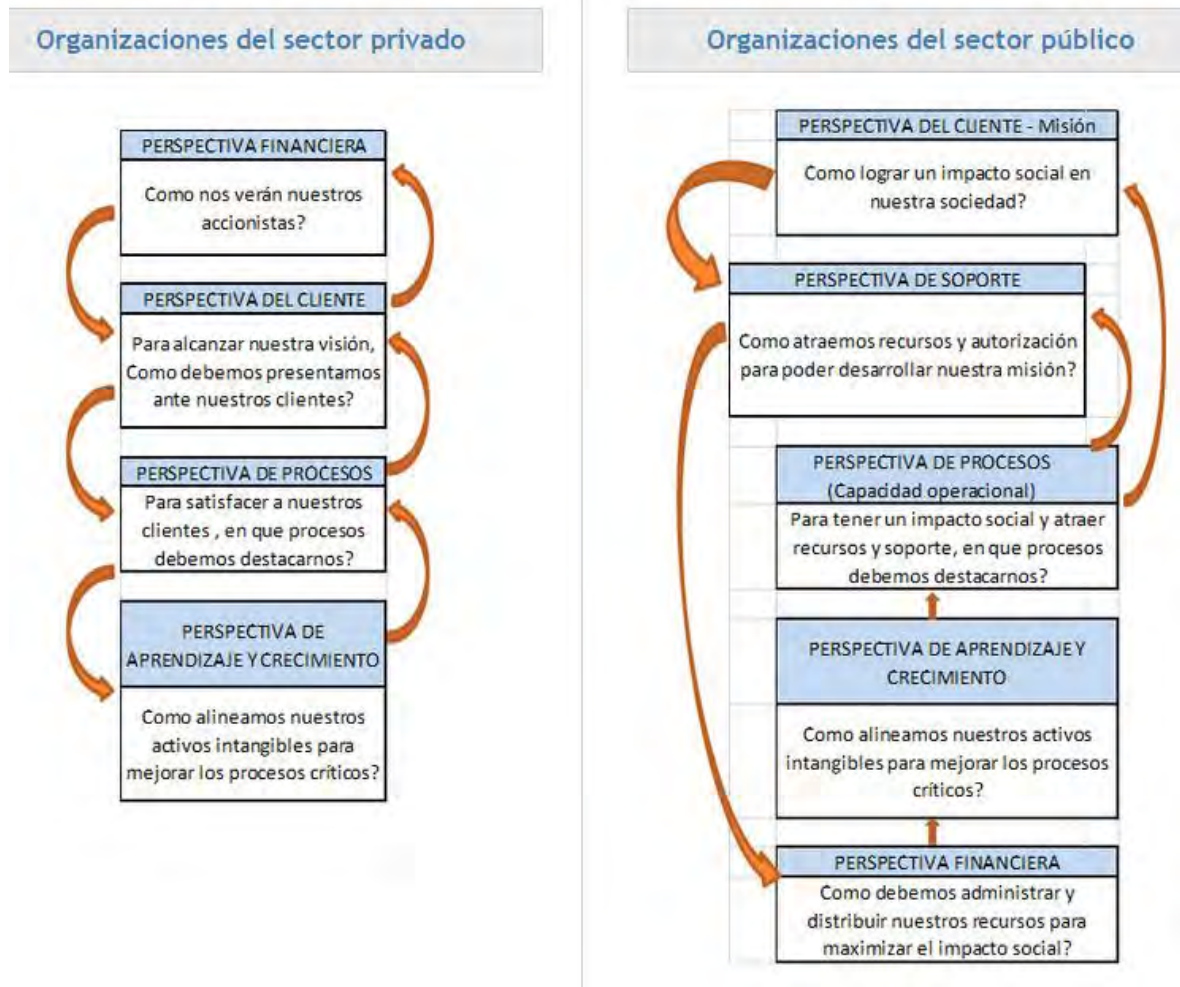 Organizaciones del sector privado
PERSPECTIVA FINANCIERA
Como nos verán nuestros
accionistas?
PERSPECTIVA DEL CLIENTE
Para alcanzar nuestra visión,
Como debemos presentamos
ante nuestros clientes?
PERSPECTIVA DE PROCESOS
Para satisfacer a nuestros
clientes , en que procesos
debemos destacarnos?
PERSPECTIVA DE
APRENDIZAJE Y CRECIMIENTO
Como alineamos nuestros
activos intangibles para
mejorar los procesos críticos?
Organizaciones del sector público
PERSPECTIVA DEL CLIENTE - Misión
Como lograr un impacto social en
nuestra sociedad?
PERSPECTIVA DE SOPORTE
Como atraemos recursos y autorización
para poder desarrollar nuestra misión?
PERSPECTIVA DE PROCESOS
(Capacidad operacional)
Para tener un impacto social y atraer
recursos y soporte, en que procesos
debemos destacarnos?
PERSPECTIVA DE APRENDIZAJE Y
CRECIMIENTO
Como alineamos nuestros activos
intangibles para mejorar los procesos
críticos?
PERSPECTIVA FINANCIERA
Como debemos administrar y
distribuir nuestros recursos para
maximizar el impacto social?